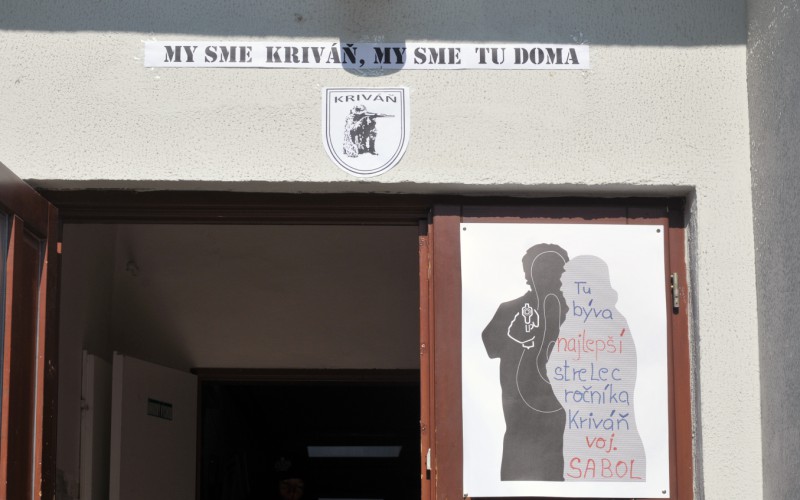 MY SME KRIVÁŇ, MY SME TU DOMA
KRIVÁŇ
Tu
býva
najlepší
streLec
ročníka
Kriváň
voj.
SABOL